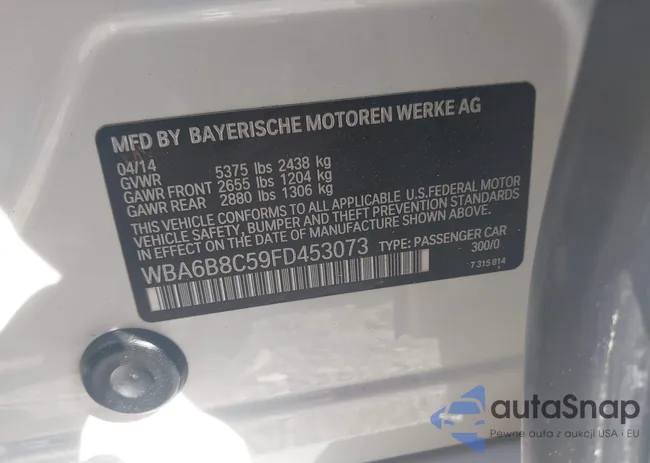 MFD BY BAYERISCHE MOTOREN WERKE AG
04/14
GVWR 5375 lbs 2438 kg
GAWR FRONT 2655 lbs 1204 kg
GAWR REAR 2880 lbs 1306 kg
THIS VEHICLE CONFORMS TO ALL APPLICABLE U.S.FEDERAL MOTOR
VEHICLE SAFETY, BUMPER, AND THEFT PREVENTION STANDARDS
IN EFFECT ON THE DATE OF MANUFACTURE SHOWN ABOVE.
WBA6B8C59FD453073 TYPE: PASSENGER CAR
300/0
7 315 814
autaSnap
Pewne auta z aukcji USA i EU